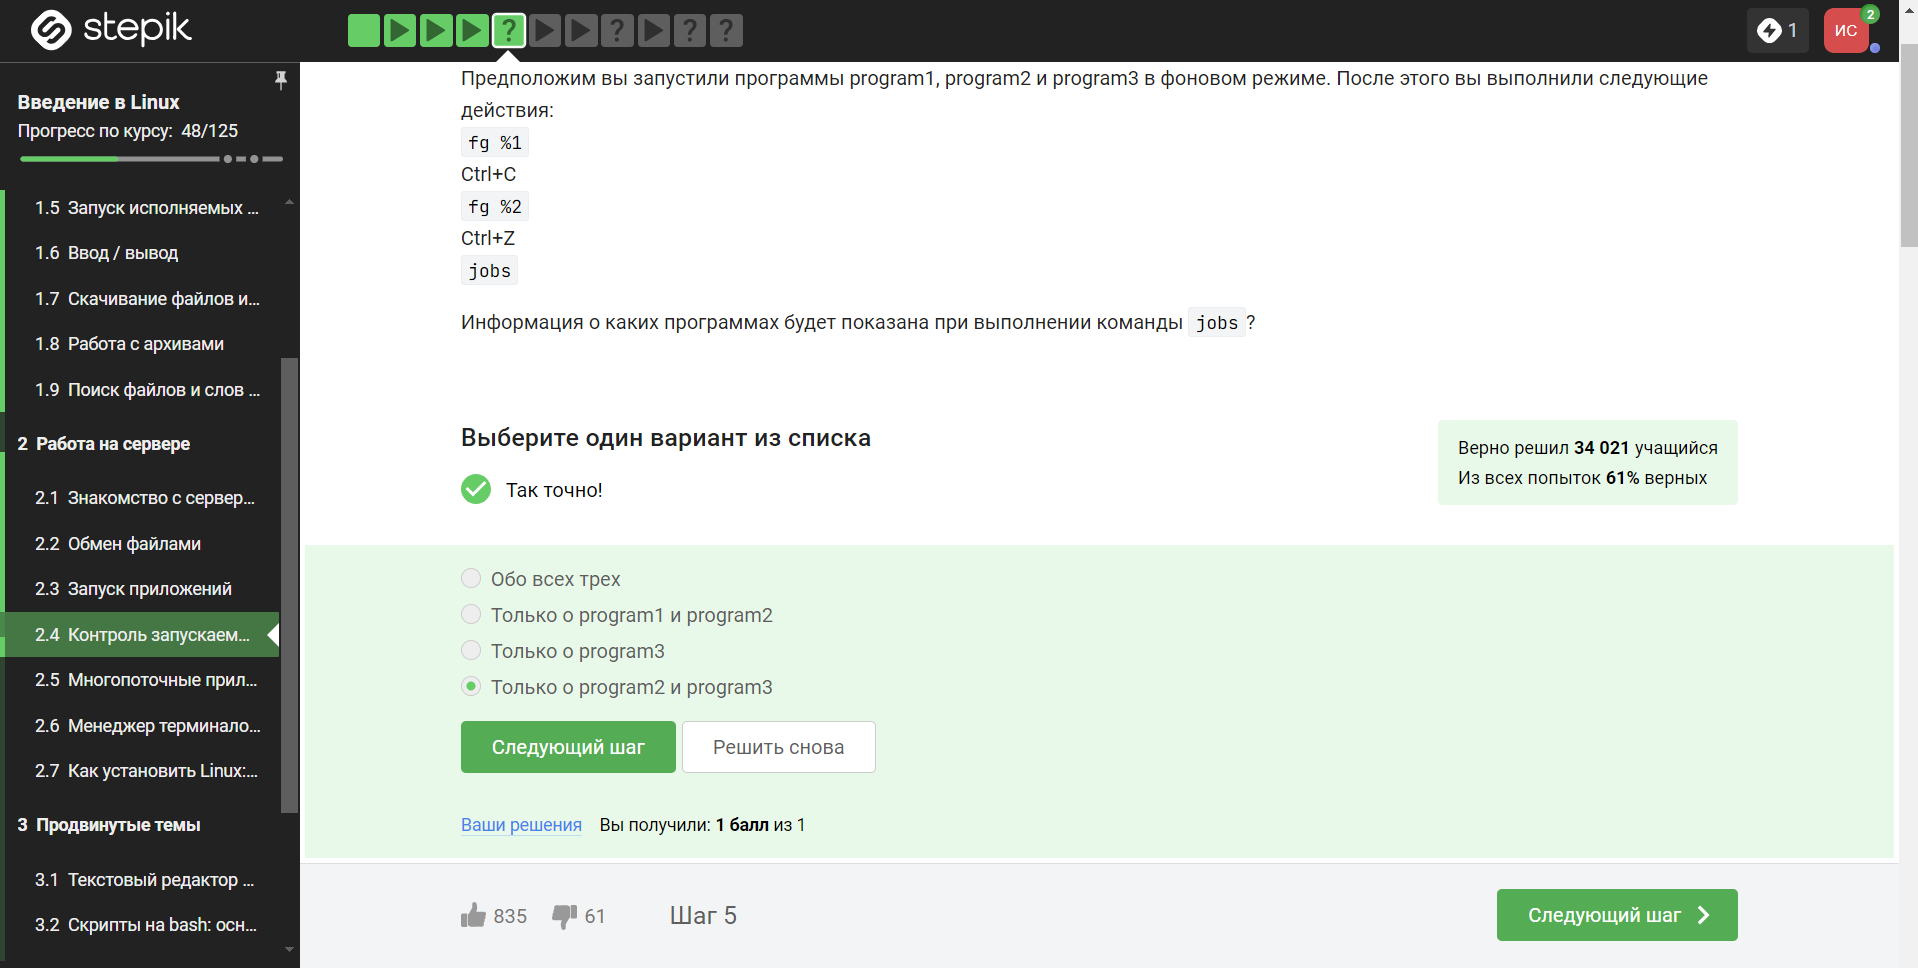 stepik
1
ИС
2
Введение в Linux
Прогресс по курсу: 48/125
1.5 Запуск исполняемых ...
1.6 Ввод / вывод
1.7 Скачивание файлов и...
1.8 Работа с архивами
1.9 Поиск файлов и слов ...
2 Работа на сервере
2.1 Знакомство с сервер...
2.2 Обмен файлами
2.3 Запуск приложений
2.4 Контроль запускаем...
2.5 Многопоточные прил...
2.6 Менеджер терминало...
2.7 Как установить Linux:...
3 Продвинутые темы
3.1 Текстовый редактор ...
3.2 Скрипты на bash: осн...
Предположим вы запустили программы program1, program2 и program3 в фоновом режиме. После этого вы выполнили следующие
действия:
fg %1
Ctrl+C
fg %2
Ctrl+Z
jobs
Информация о каких программах будет показана при выполнении команды jobs ?
Выберите один вариант из списка
Так точно!
Верно решил 34 021 учащийся
Из всех попыток 61% верных
Обо всех трех
Только о program1 и program2
Только о program3
Только о program2 и program3
Следующий шаг
Решить снова
Ваши решения Вы получили: 1 балл из 1
835
61
Шаг 5
Следующий шаг